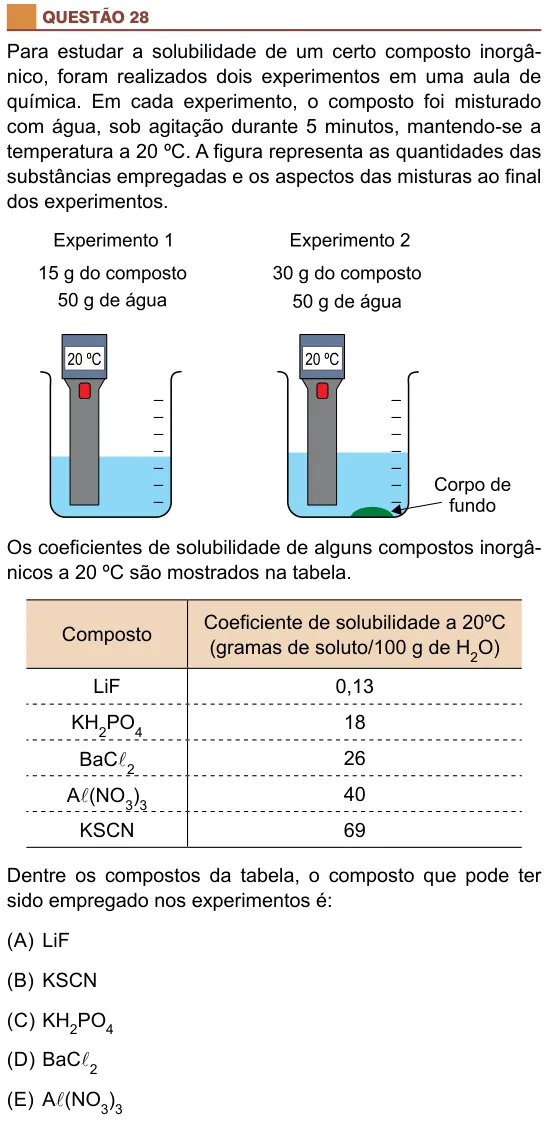 QUESTÃO 28
Para estudar a solubilidade de um certo composto inorgâ-
nico, foram realizados dois experimentos em uma aula de
química. Em cada experimento, o composto foi misturado
com água, sob agitação durante 5 minutos, mantendo-se a
temperatura a 20 ºC. A figura representa as quantidades das
substâncias empregadas e os aspectos das misturas ao final
dos experimentos.
Experimento 1
15 g do composto
50 g de água
20 ºC
Experimento 2
30 g do composto
50 g de água
20 ºC
Corpo de
fundo
Os coeficientes de solubilidade de alguns compostos inorgâ-
nicos a 20 ºC são mostrados na tabela.
Composto
Coeficiente de solubilidade a 20ºC
(gramas de soluto/100 g de H₂O)
LiF 0,13
KH₂PO₄ 18
BaCℓ₂ 26
Aℓ(NO₃)₃ 40
KSCN 69
Dentre os compostos da tabela, o composto que pode ter
sido empregado nos experimentos é:
(A) LiF
(B) KSCN
(C) KH₂PO₄
(D) BaCℓ₂
(E) Aℓ(NO₃)₃